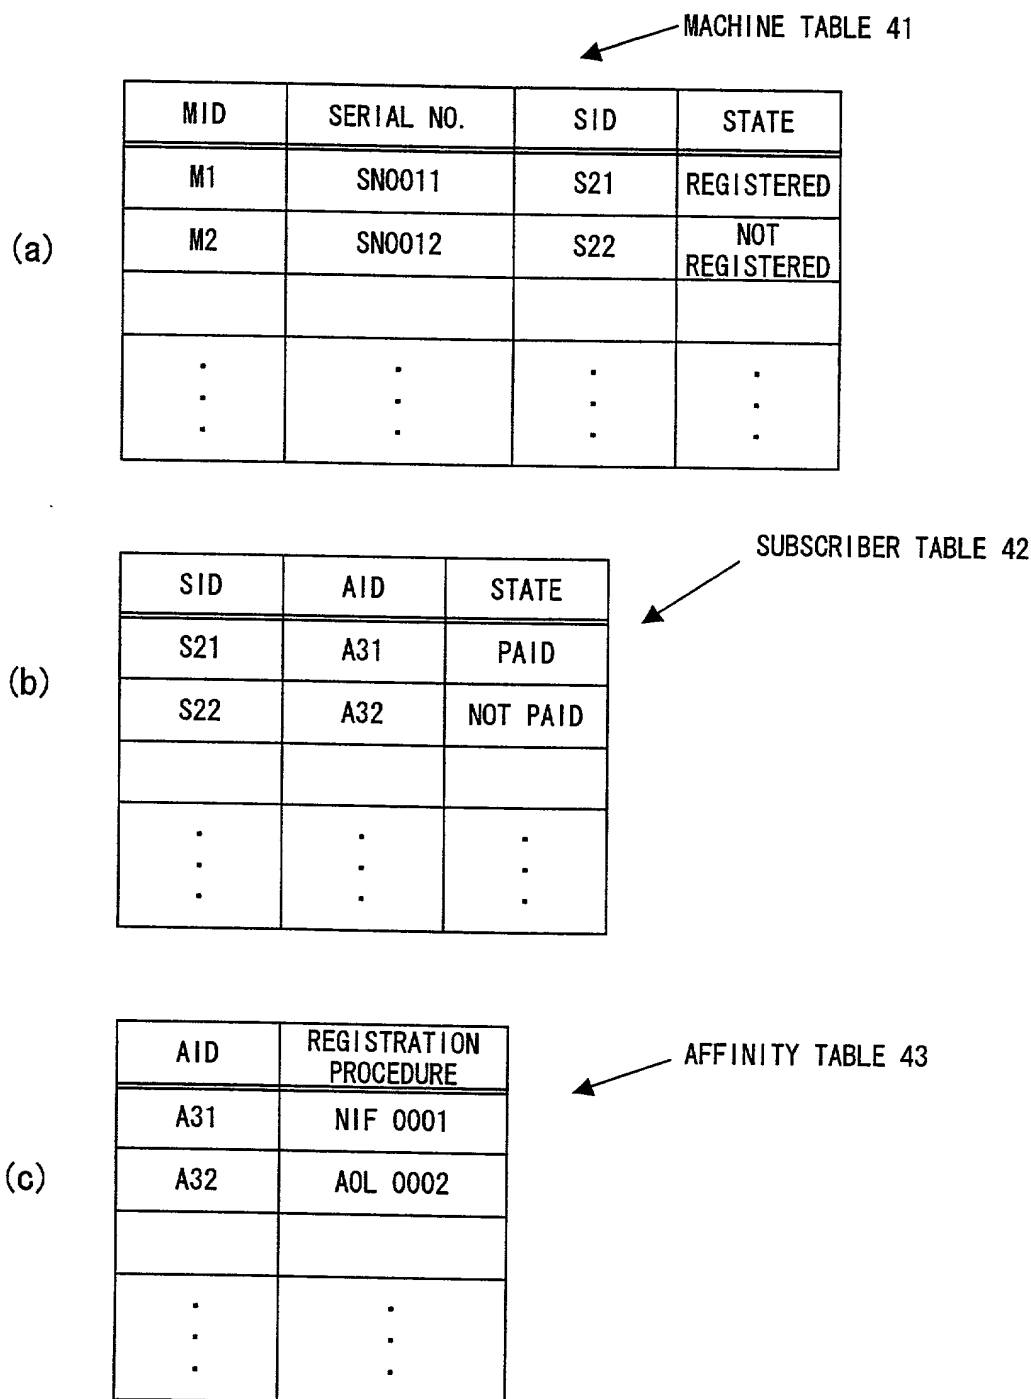 MACHINE TABLE 41
(a)
MID SERIAL NO. SID STATE
M1 SN0011 S21 REGISTERED
M2 SN0012 S22 NOT REGISTERED
SUBSCRIBER TABLE 42
(b)
SID AID STATE
S21 A31 PAID
S22 A32 NOT PAID
AFFINITY TABLE 43
(c)
AID REGISTRATION PROCEDURE
A31 NIF 0001
A32 AOL 0002